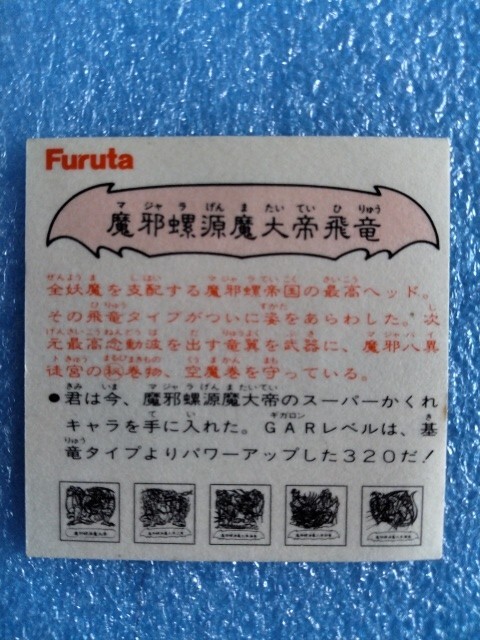 Furuta
魔邪螺源魔大帝飛竜
全妖魔を支配する魔邪螺帝国の最高ヘッド。
その飛竜タイプがついに姿をあらわした。次
元最高念動波を出す竜翼を武器に、魔邪八異
徒宮の㊙巻物、空魔巻を守っている。
●君は今、魔邪螺源魔大帝のスーパーかくれ
キャラを手に入れた。GARレベルは、基
竜タイプよりパワーアップした320だ!